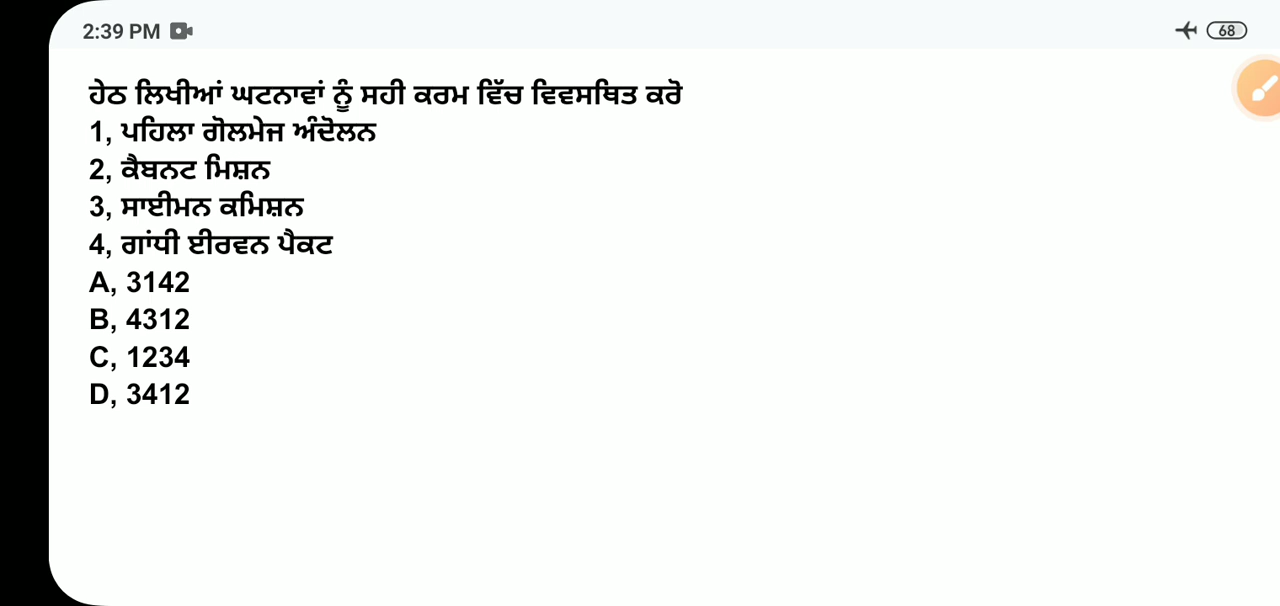 2:39 PM
68
ਹੇਠ ਲਿਖੀਆਂ ਘਟਨਾਵਾਂ ਨੂੰ ਸਹੀ ਕਰਮ ਵਿੱਚ ਵਿਵਸਥਿਤ ਕਰੋ
1, ਪਹਿਲਾ ਗੋਲਮੇਜ ਅੰਦੋਲਨ
2, ਕੈਬਨਟ ਮਿਸ਼ਨ
3, ਸਾਈਮਨ ਕਮਿਸ਼ਨ
4, ਗਾਂਧੀ ਈਰਵਨ ਪੈਕਟ
A, 3142
B, 4312
C, 1234
D, 3412